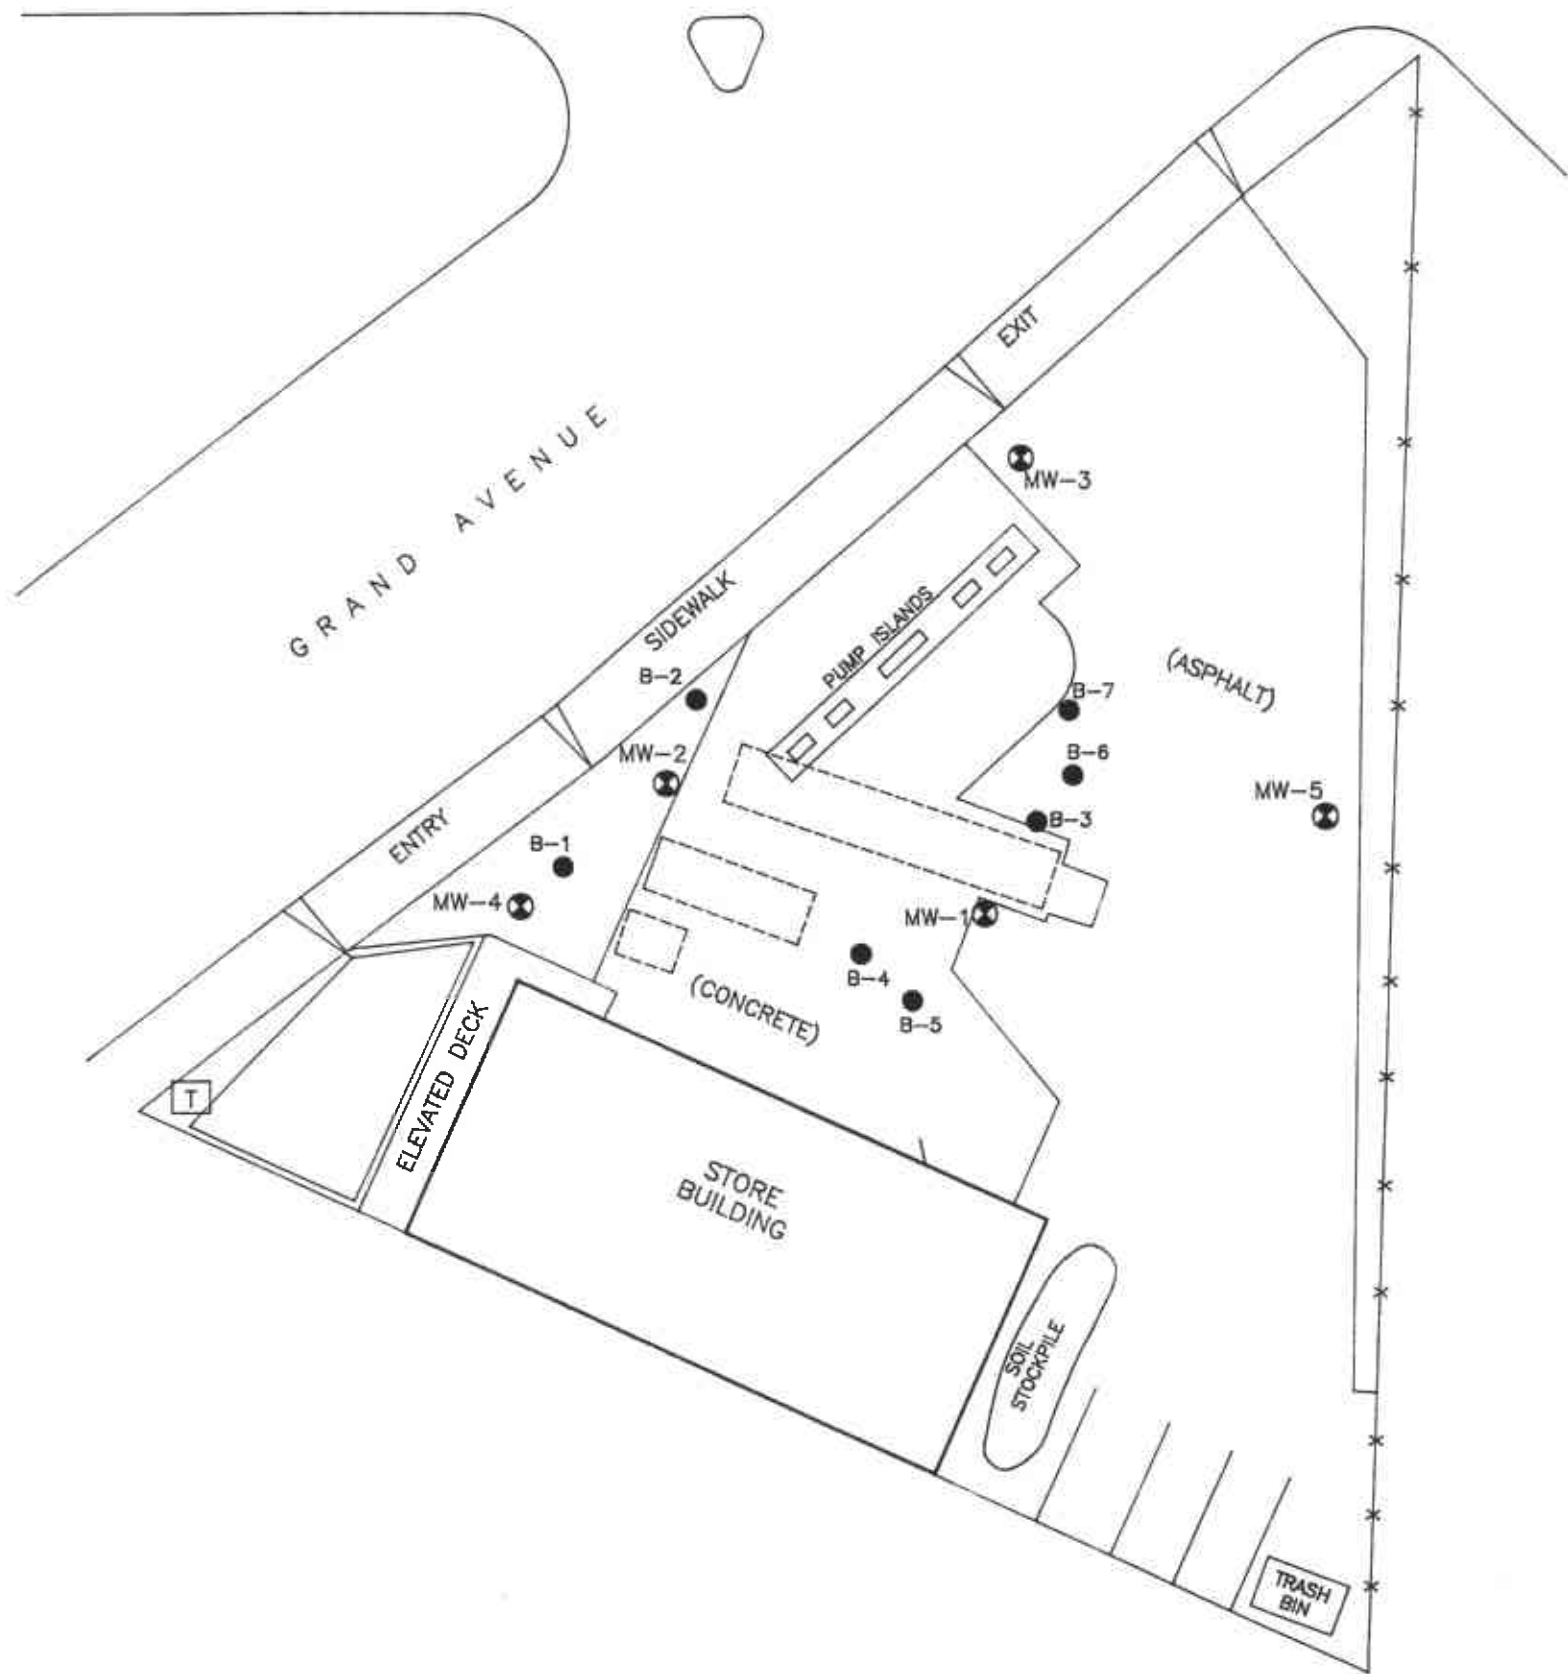 EXIT
MW-3
GRAND AVENUE
SIDEWALK
PUMP ISLANDS
(ASPHALT)
B-2
B-7
MW-2
B-6
MW-5
B-3
ENTRY
B-1
MW-4
MW-1
B-4
(CONCRETE)
B-5
ELEVATED DECK
T
STORE
BUILDING
SOIL
STOCKPILE
TRASH
BIN